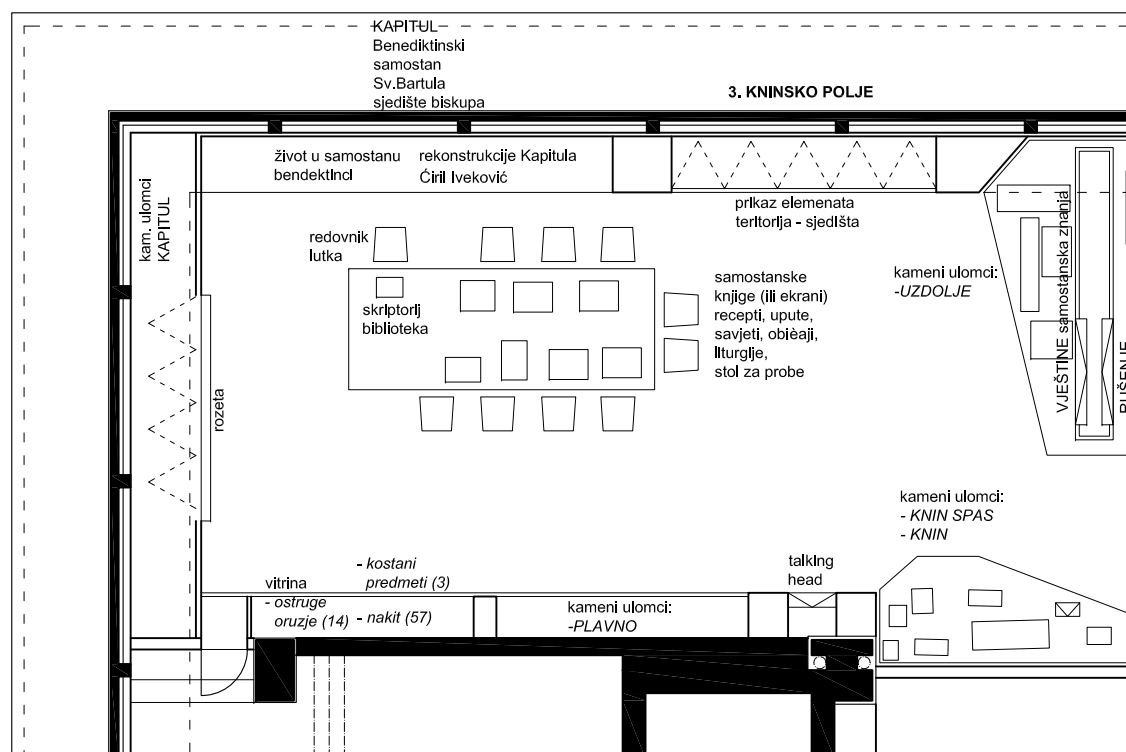 KAPITUL
Benediktinski
samostan
Sv.Bartula
sjedište biskupa
3. KNINSKO POLJE
život u samostanu
bendektinci
rekonstrukcije Kapitula
Ćiril Iveković
kam. ulomci
KAPITUL
prikaz elemenata
teritorija - sjedišta
redovnik
lutka
skriptorij
biblioteka
samostanske
knjige (ili ekrani)
recepti, upute,
savjeti, obièaji,
liturgije,
stol za probe
kameni ulomci:
-UZDOLJE
VJEŠTINE samostanska znanja
RUŠENJE
rozeta
kameni ulomci:
- KNIN SPAS
- KNIN
talking
head
vitrina
- ostruge
oruzje (14)
- kostani
predmeti (3)
- nakit (57)
kameni ulomci:
-PLAVNO